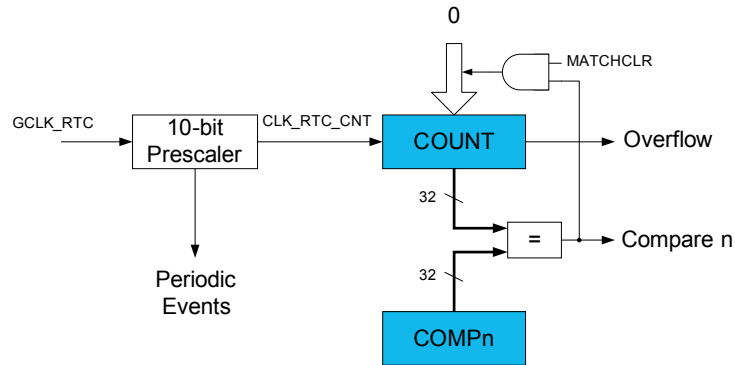 0
MATCHCLR
GCLK_RTC
10-bit
Prescaler
CLK_RTC_CNT
COUNT
Overflow
32
=
Compare n
Periodic
Events
32
COMPn